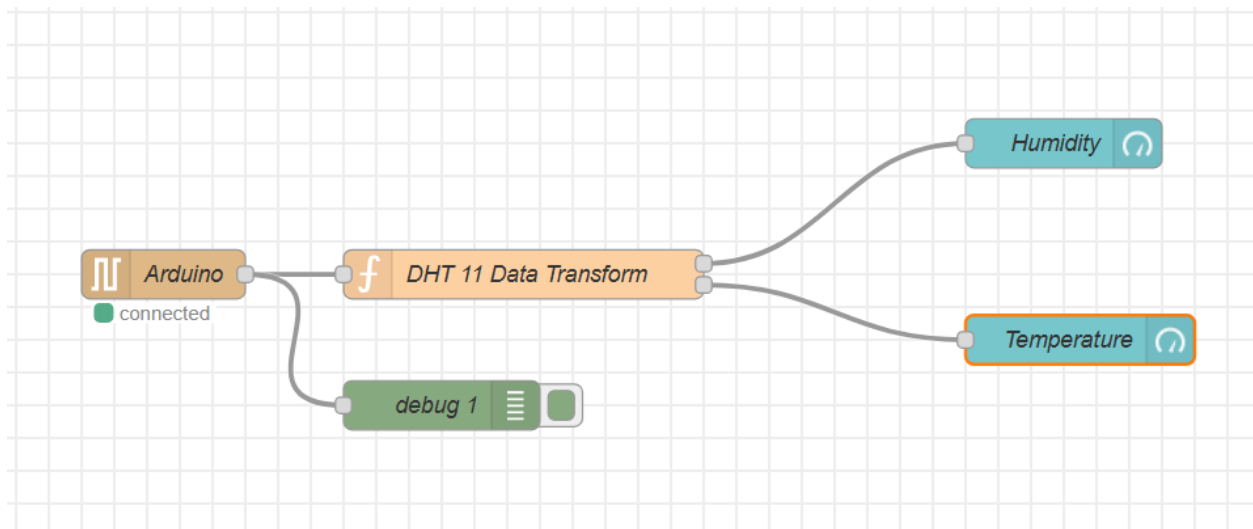 Humidity
Arduino
DHT 11 Data Transform
connected
Temperature
debug 1